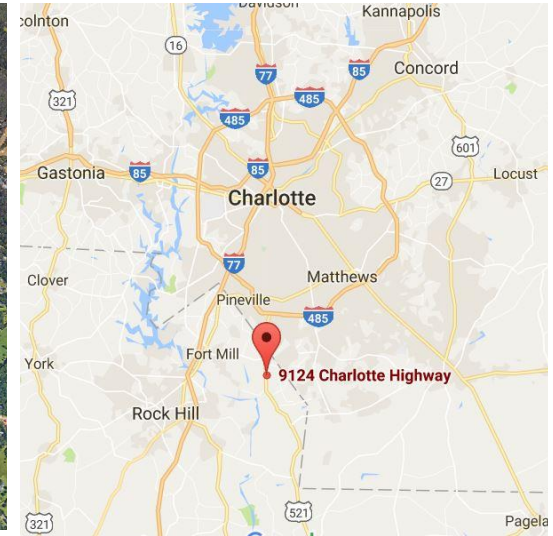 Davidson
Kannapolis
colnton
16
77
85
Concord
321
485
485
601
Gastonia
85
85
27
Locust
Charlotte
77
Matthews
Clover
Pineville
485
Fort Mill
York
9124 Charlotte Highway
Rock Hill
521
321
Pagela